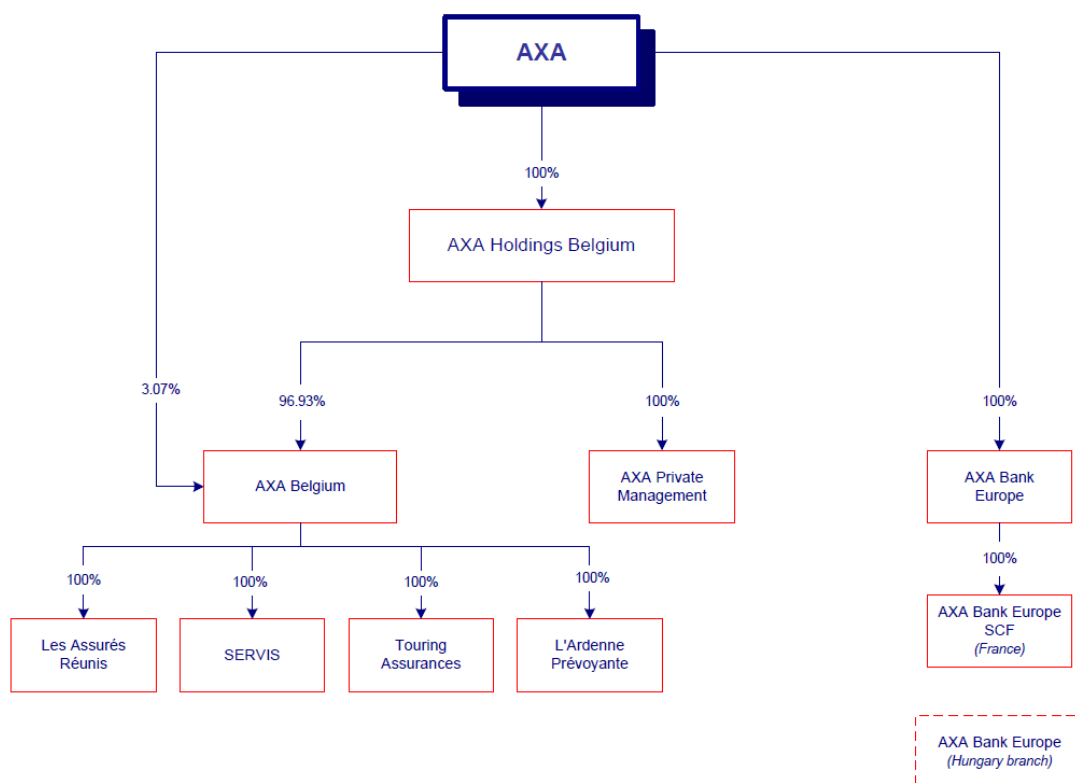 AXA
100%
AXA Holdings Belgium
3.07%
96.93%
100%
100%
AXA Belgium
AXA Private
Management
AXA Bank
Europe
100%
100%
100%
100%
100%
Les Assurés
Réunis
SERVIS
Touring
Assurances
L'Ardenne
Prévoyante
AXA Bank Europe
SCF
(France)
AXA Bank Europe
(Hungary branch)